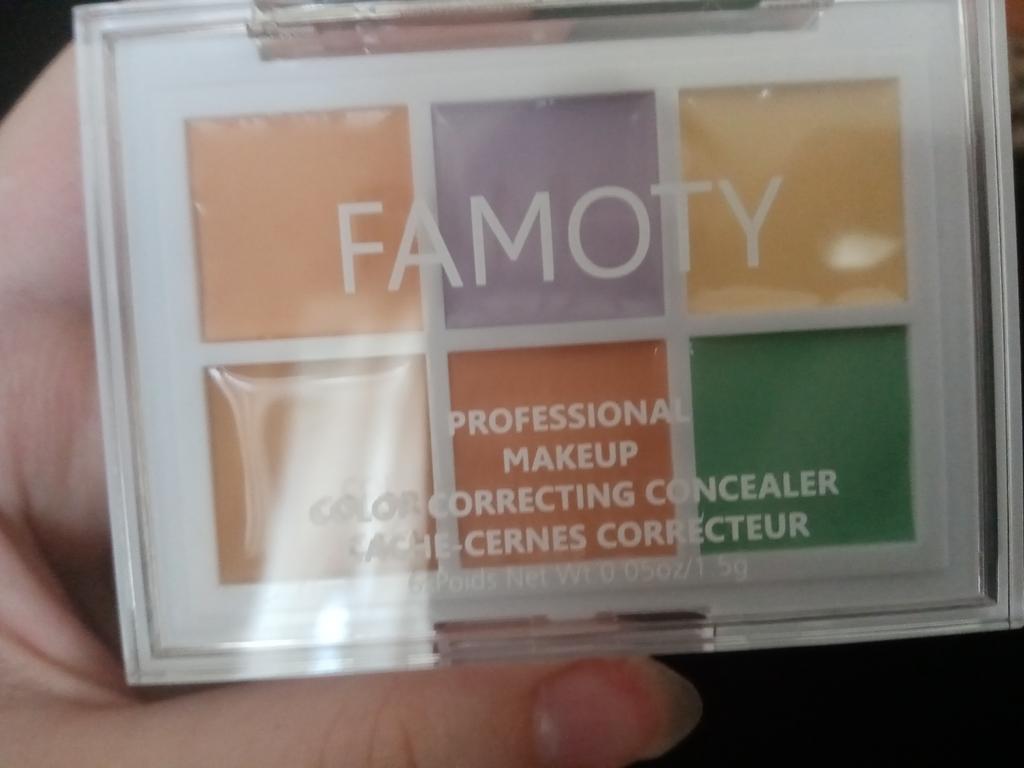 FAMOTY
PROFESSIONAL
MAKEUP
COLOR CORRECTING CONCEALER
CACHE-CERNES CORRECTEUR
6 Poids Net Wt 0.05oz/1.5g